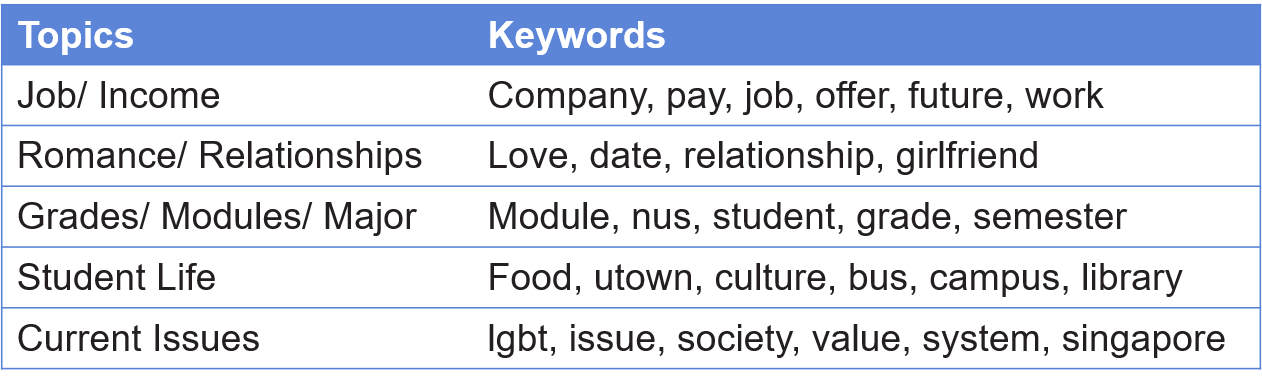 Topics Keywords
Job/ Income Company, pay, job, offer, future, work
Romance/ Relationships Love, date, relationship, girlfriend
Grades/ Modules/ Major Module, nus, student, grade, semester
Student Life Food, utown, culture, bus, campus, library
Current Issues lgbt, issue, society, value, system, singapore